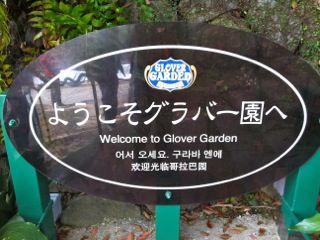 GLOVER
GARDEN
ようこそグラバー園へ
Welcome to Glover Garden
어서 오세요. 구라바 엔에
欢迎光临哥拉巴园